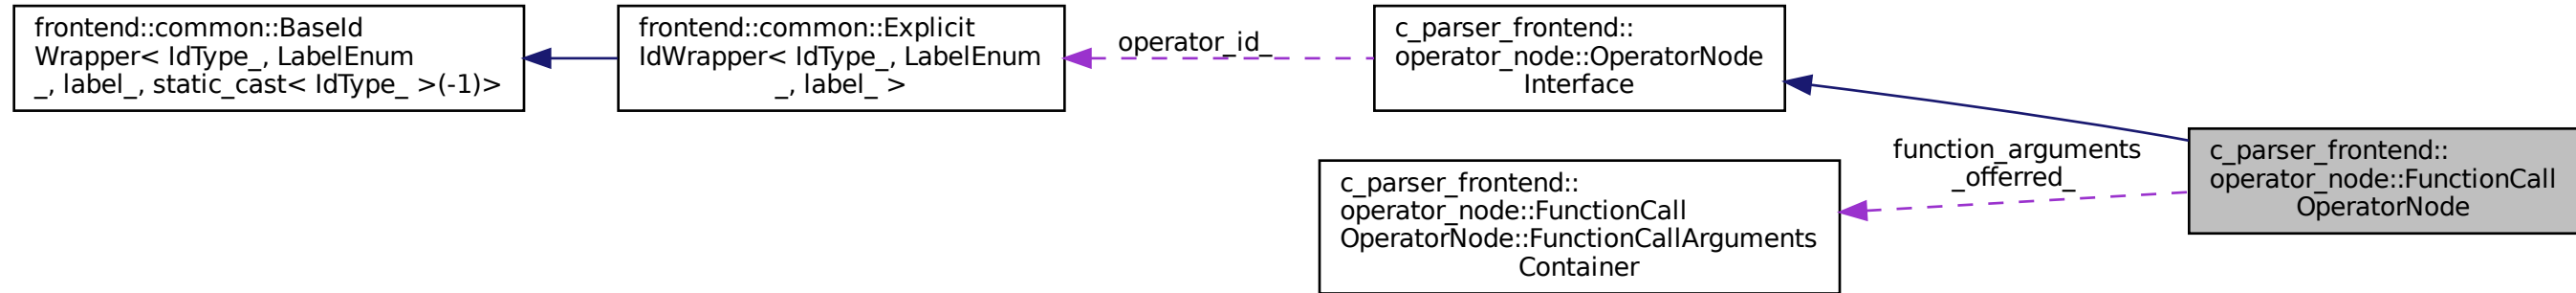 frontend::common::BaseId
Wrapper< IdType_, LabelEnum
_, label_, static_cast< IdType_ >(-1)>
frontend::common::Explicit
IdWrapper< IdType_, LabelEnum
_, label_ >
operator_id_
c_parser_frontend::
operator_node::OperatorNode
Interface
function_arguments
_offerred_
c_parser_frontend::
operator_node::FunctionCall
OperatorNode::FunctionCallArguments
Container
c_parser_frontend::
operator_node::FunctionCall
OperatorNode